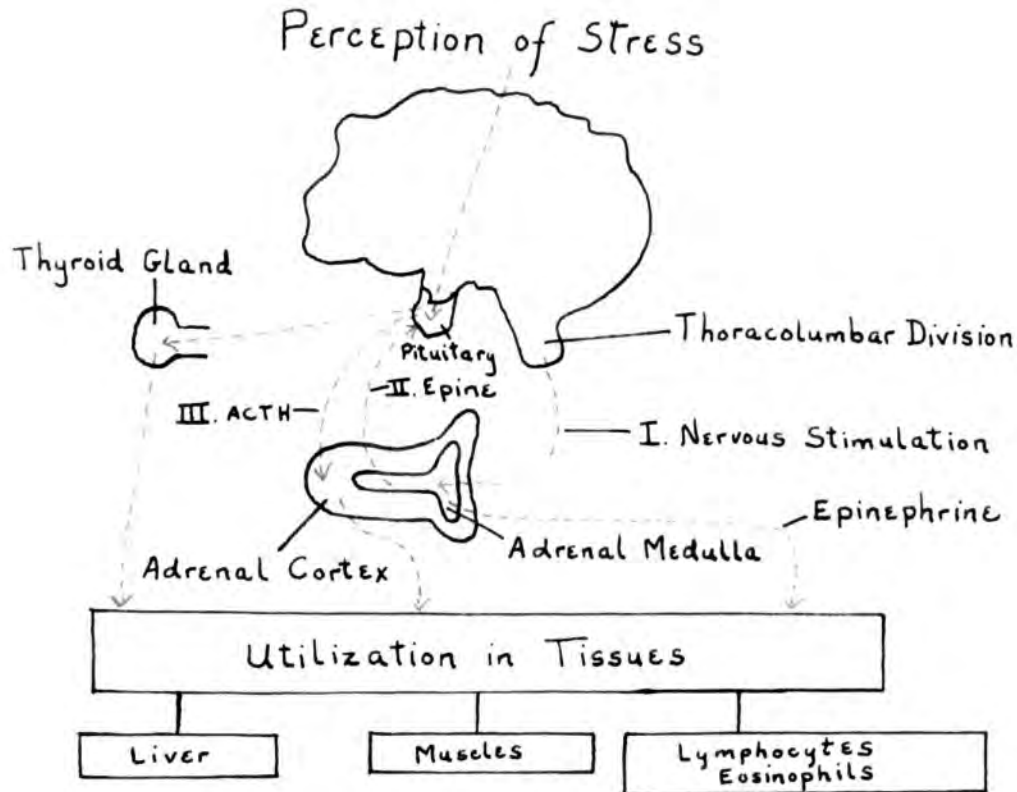 Perception of Stress
Thyroid Gland
Pituitary
Thoracolumbar Division
II. Epine
III. ACTH
I. Nervous Stimulation
Epinephrine
Adrenal Medulla
Adrenal Cortex
Utilization in Tissues
Liver
Muscles
Lymphocytes
Eosinophils